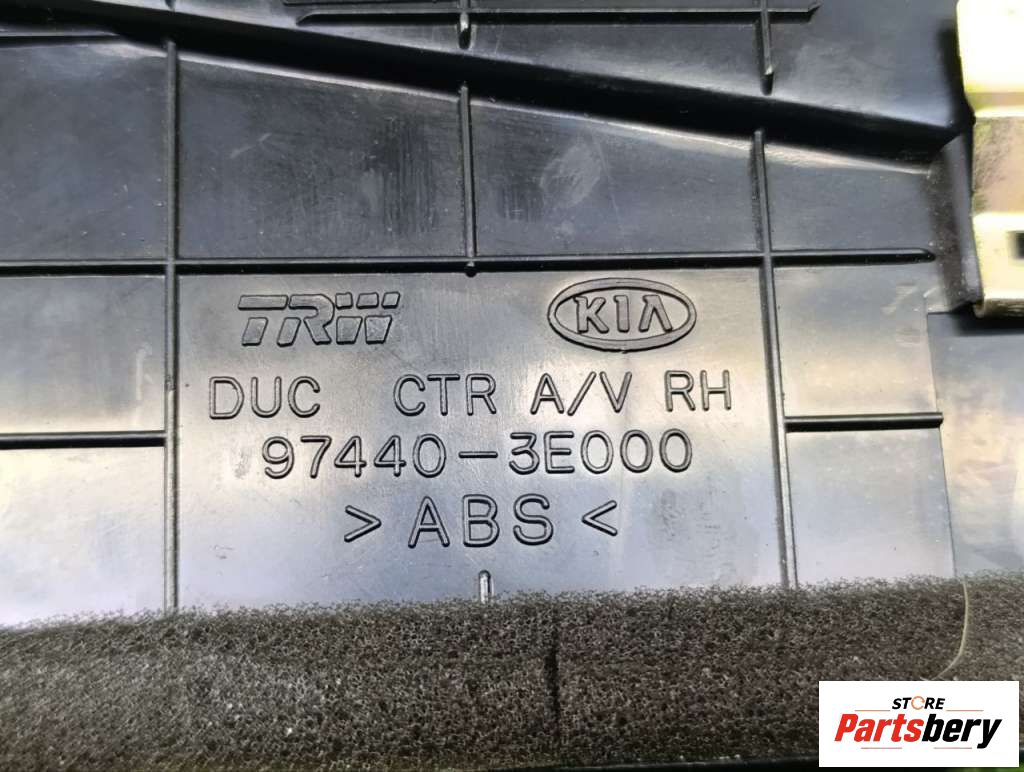 TRW KIA
DUC CTR A/V RH
97440-3E000
>ABS<
STORE
Partsbery